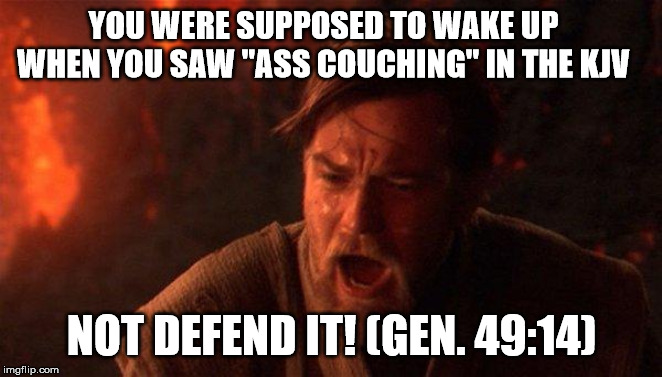 YOU WERE SUPPOSED TO WAKE UP
WHEN YOU SAW "ASS COUCHING" IN THE KJV
NOT DEFEND IT! (GEN. 49:14)
imgflip.com